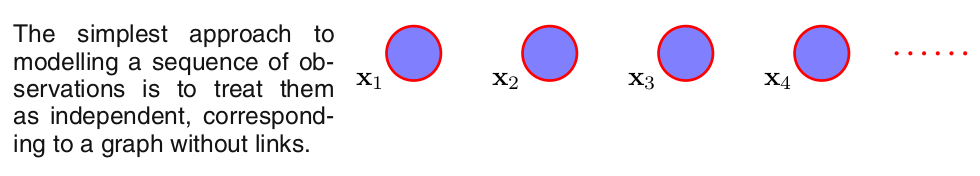 The simplest approach to
modelling a sequence of ob-
servations is to treat them
as independent, correspond-
ing to a graph without links.
x1 x2 x3 x4 ......